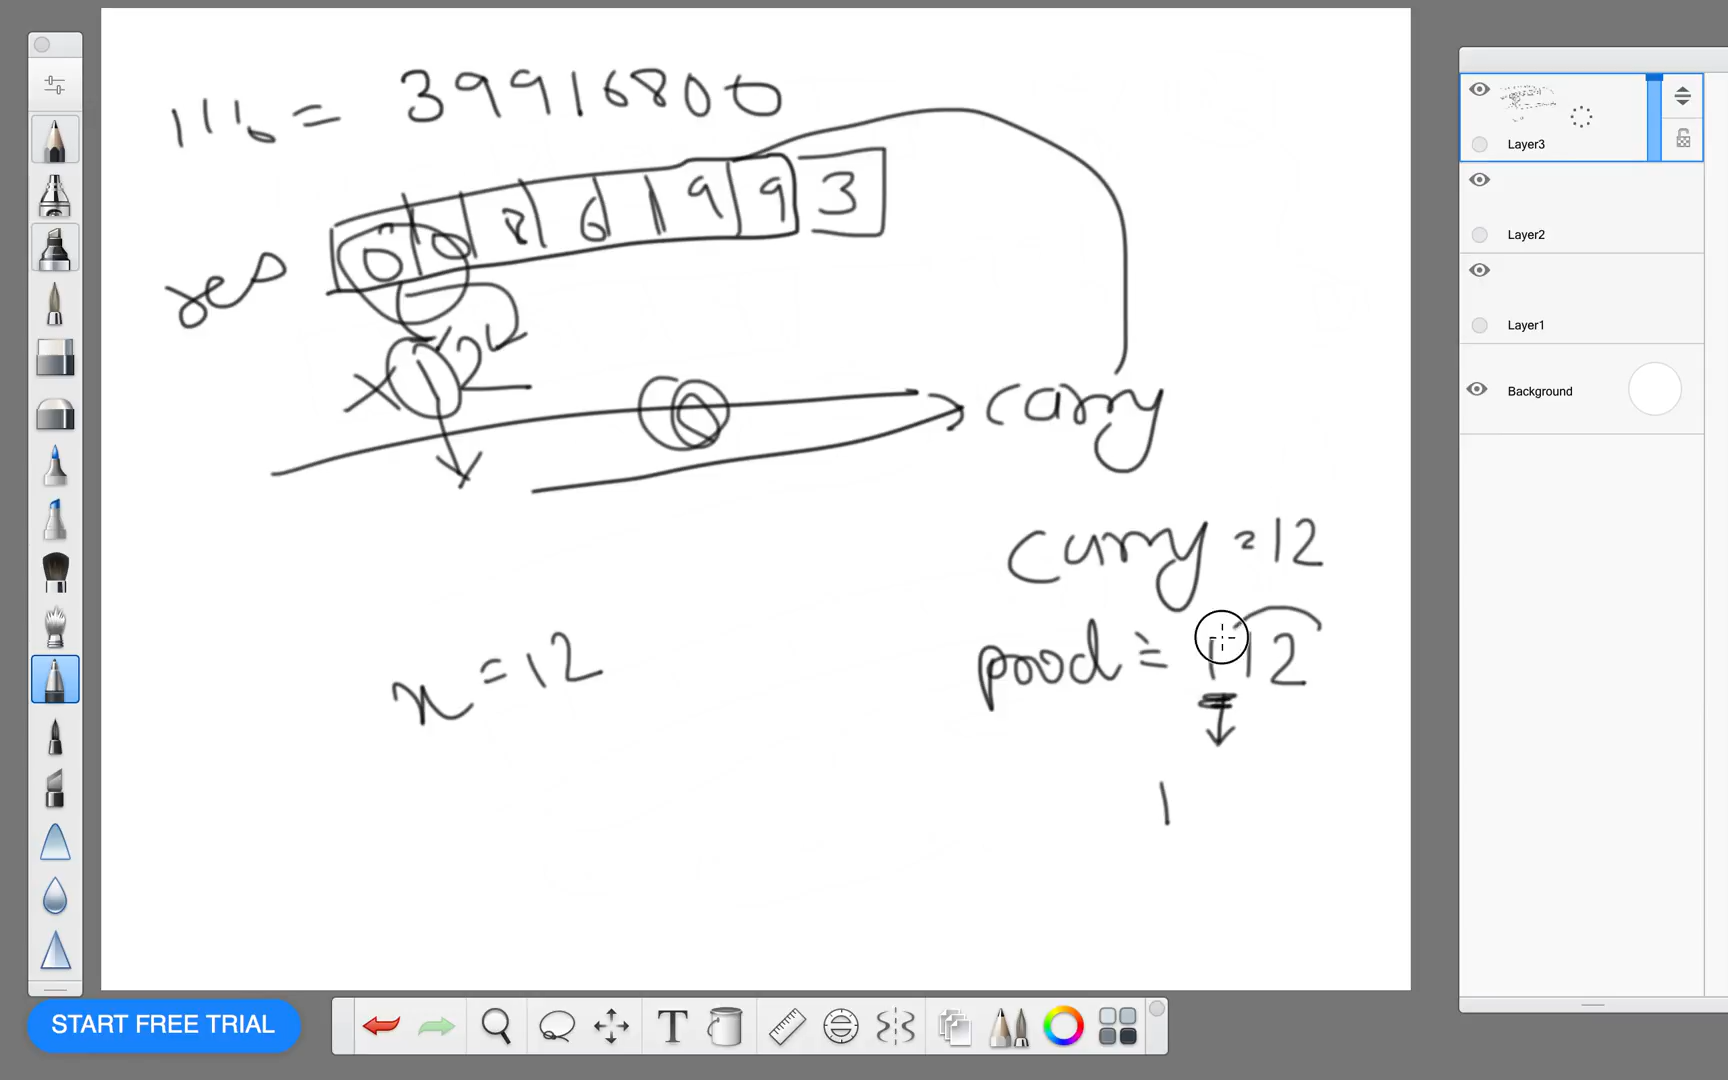 11! = 39916800
res 0 0 8 6 1 9 9 3
x12
carry
carry = 12
prod = 112
x = 12
1
Layer3
Layer2
Layer1
Background
START FREE TRIAL
T